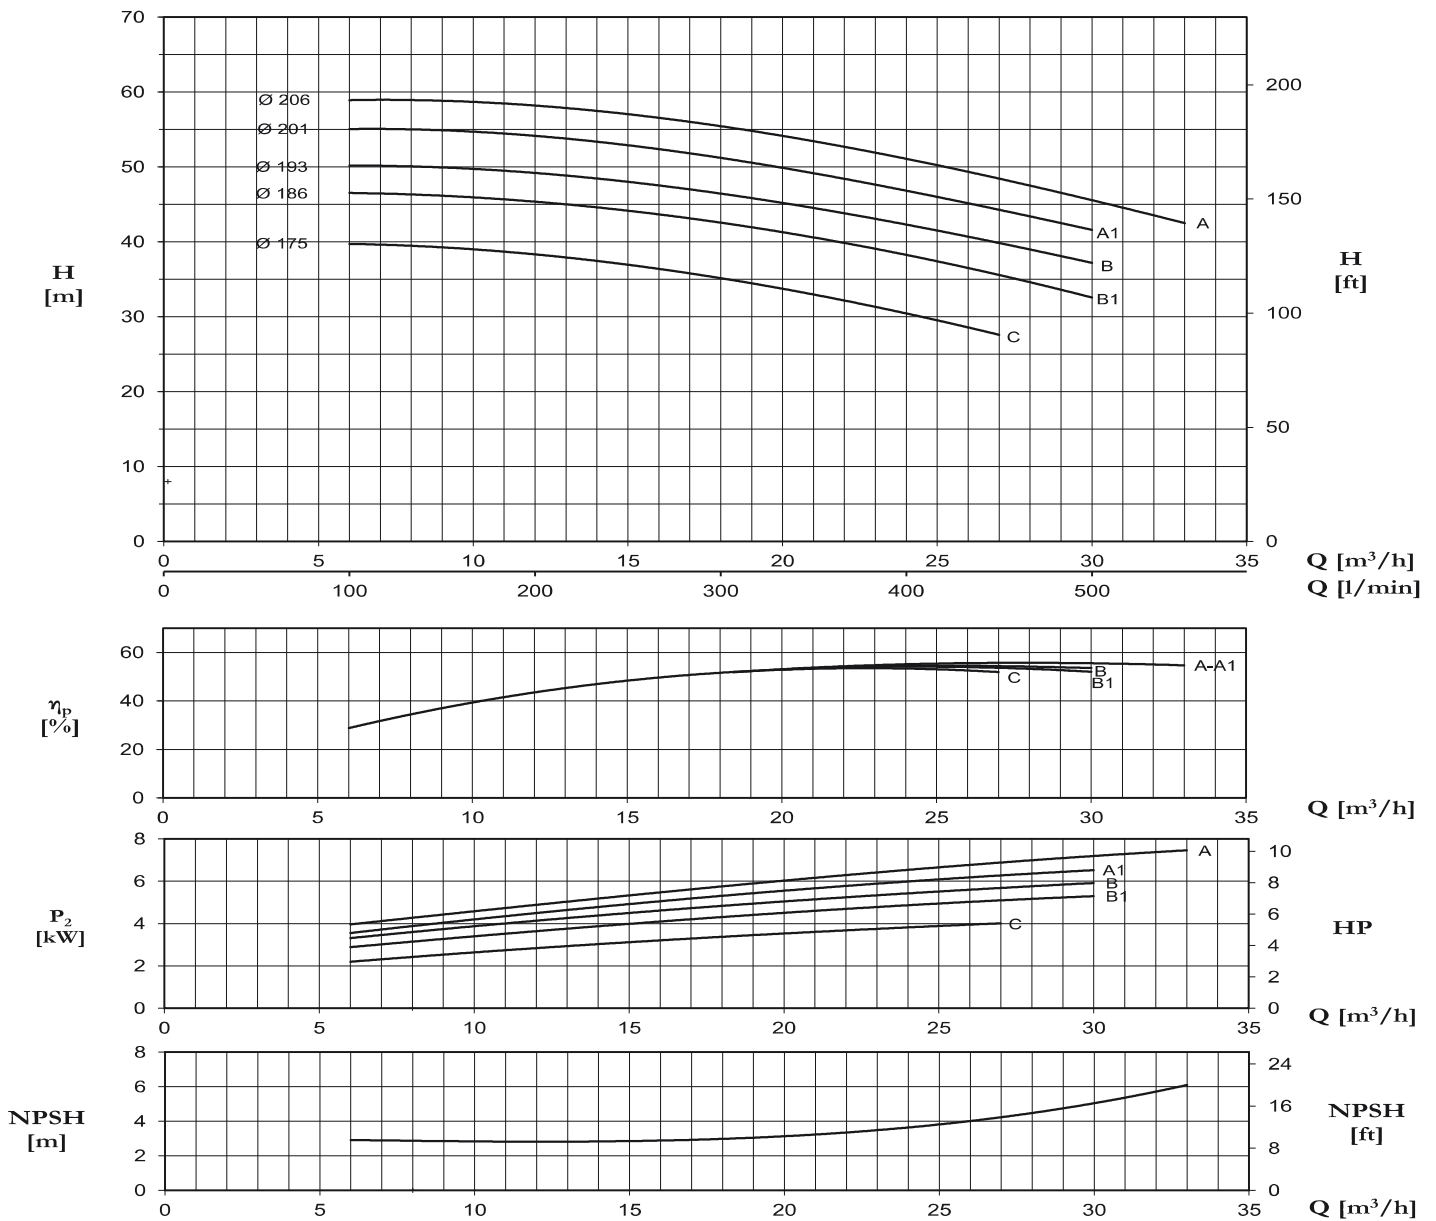 70
60
50
40
30
20
10
0
H
[m]
200
150
100
50
0
H
[ft]
Ø 206
Ø 201
Ø 193
Ø 186
Ø 175
A
A1
B
B1
C
+
0 5 10 15 20 25 30 35 Q [m³/h]
0 100 200 300 400 500 Q [l/min]
60
40
20
0
ηp
[%]
A-A1
B
B1
C
0 5 10 15 20 25 30 35 Q [m³/h]
8
6
4
2
0
P2
[kW]
10
8
6
4
2
0
HP
A
A1
B
B1
C
0 5 10 15 20 25 30 35 Q [m³/h]
8
6
4
2
0
NPSH
[m]
24
16
8
0
NPSH
[ft]
0 5 10 15 20 25 30 35 Q [m³/h]